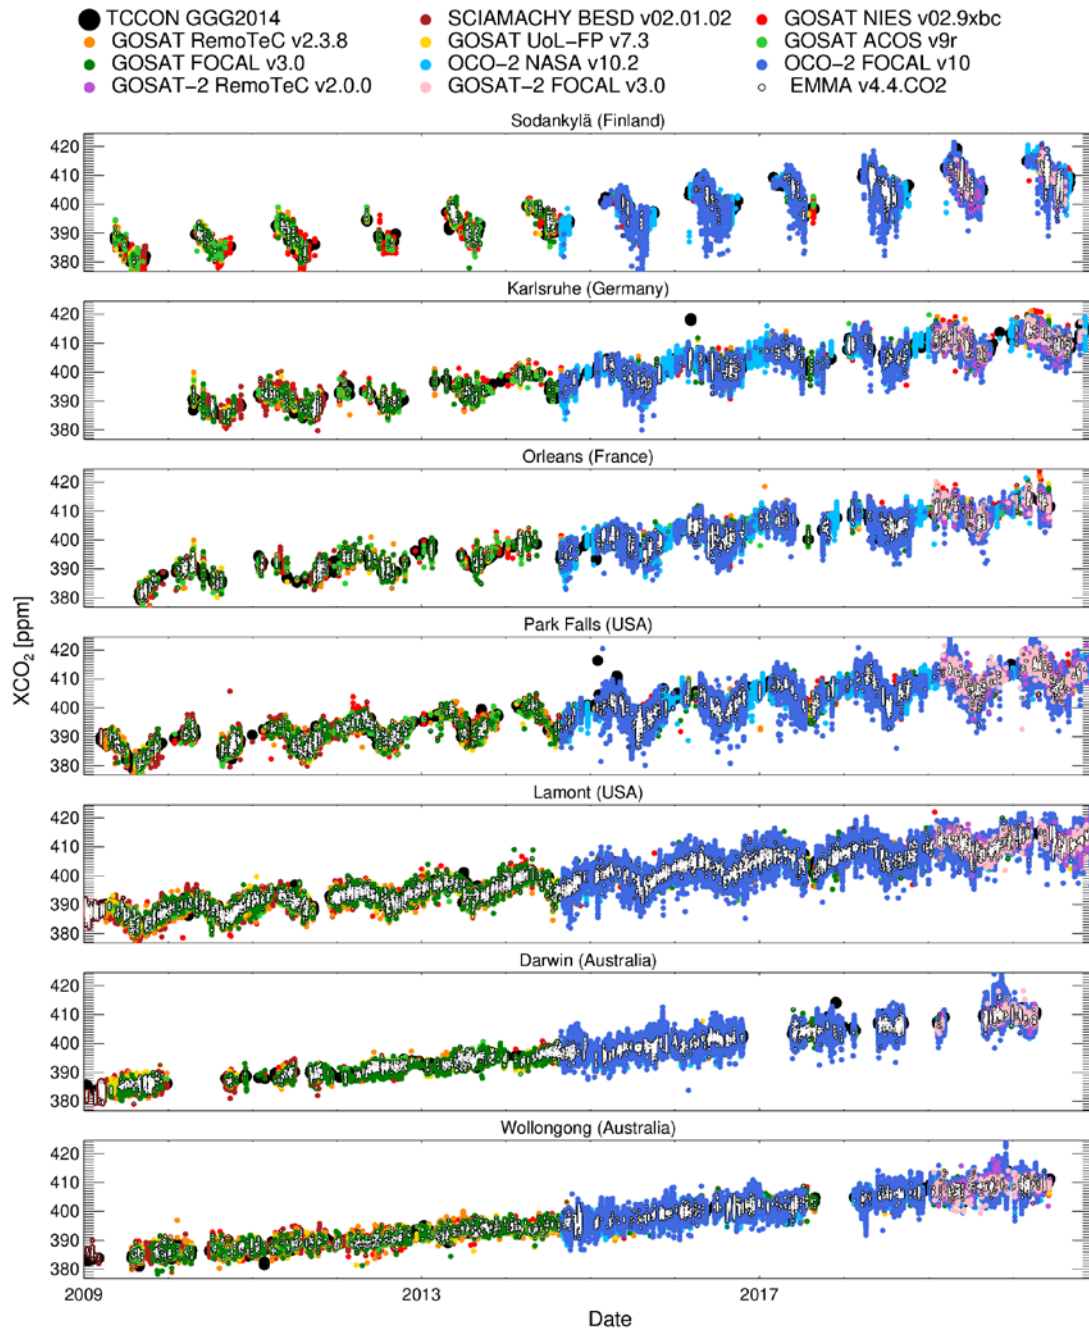 TCCON GGG2014 SCIAMACHY BESD v02.01.02 GOSAT NIES v02.9xbc
GOSAT RemoTeC v2.3.8 GOSAT UoL-FP v7.3 GOSAT ACOS v9r
GOSAT FOCAL v3.0 OCO-2 NASA v10.2 OCO-2 FOCAL v10
GOSAT-2 RemoTeC v2.0.0 GOSAT-2 FOCAL v3.0 EMMA v4.4.CO2
Sodankylä (Finland)
420
410
400
390
380
Karlsruhe (Germany)
420
410
400
390
380
Orleans (France)
420
410
400
390
380
XCO₂ [ppm]
Park Falls (USA)
420
410
400
390
380
Lamont (USA)
420
410
400
390
380
Darwin (Australia)
420
410
400
390
380
Wollongong (Australia)
420
410
400
390
380
2009 2013 2017
Date